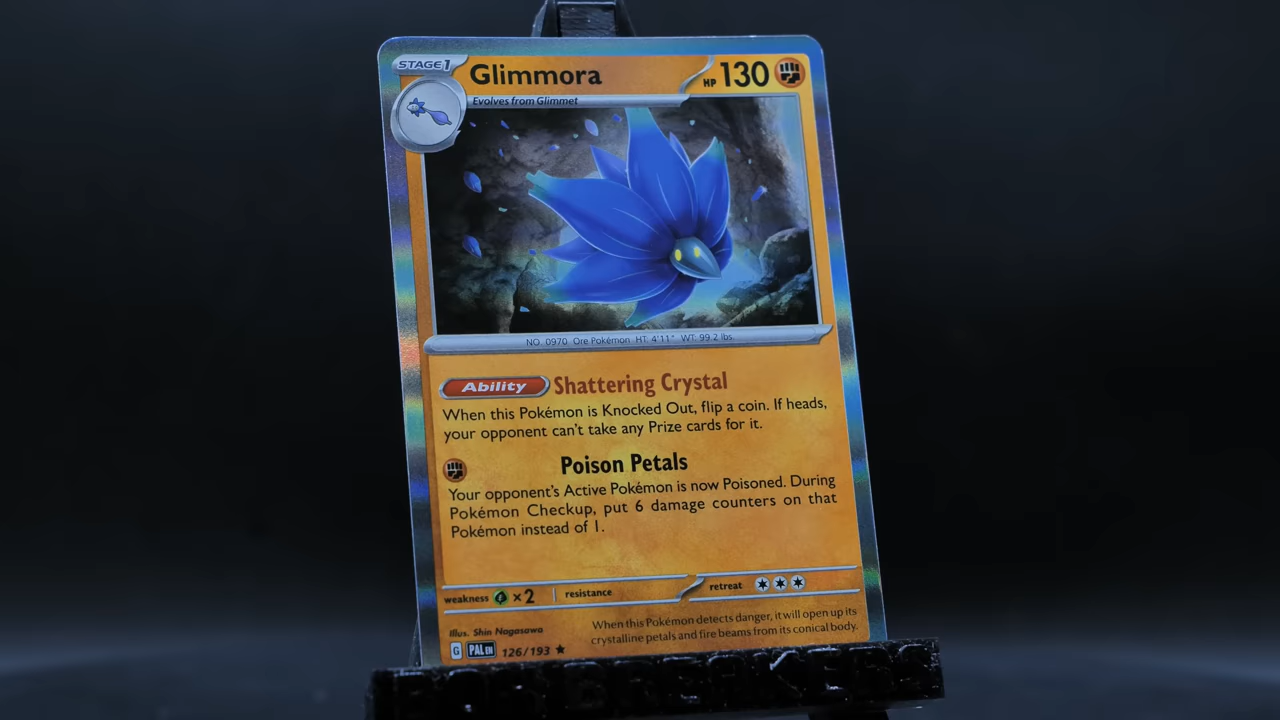 STAGE 1
Glimmora
HP 130
Evolves from Glimmet
NO. 0970 Ore Pokémon HT: 4'11" WT: 99.2 lbs.
Ability Shattering Crystal
When this Pokémon is Knocked Out, flip a coin. If heads,
your opponent can't take any Prize cards for it.
Poison Petals
Your opponent's Active Pokémon is now Poisoned. During
Pokémon Checkup, put 6 damage counters on that
Pokémon instead of 1.
weakness ×2 resistance retreat
Illus. Shin Nagasawa
When this Pokémon detects danger, it will open up its
crystalline petals and fire beams from its conical body.
G PAL EN 126/193